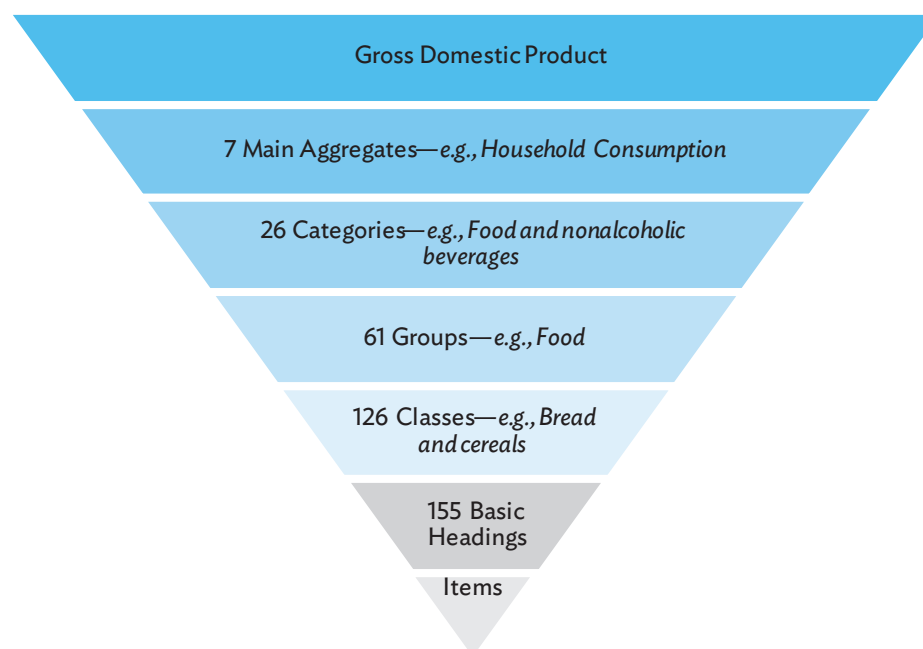 Gross Domestic Product
7 Main Aggregates—e.g., Household Consumption
26 Categories—e.g., Food and nonalcoholic
beverages
61 Groups—e.g., Food
126 Classes—e.g., Bread
and cereals
155 Basic
Headings
Items